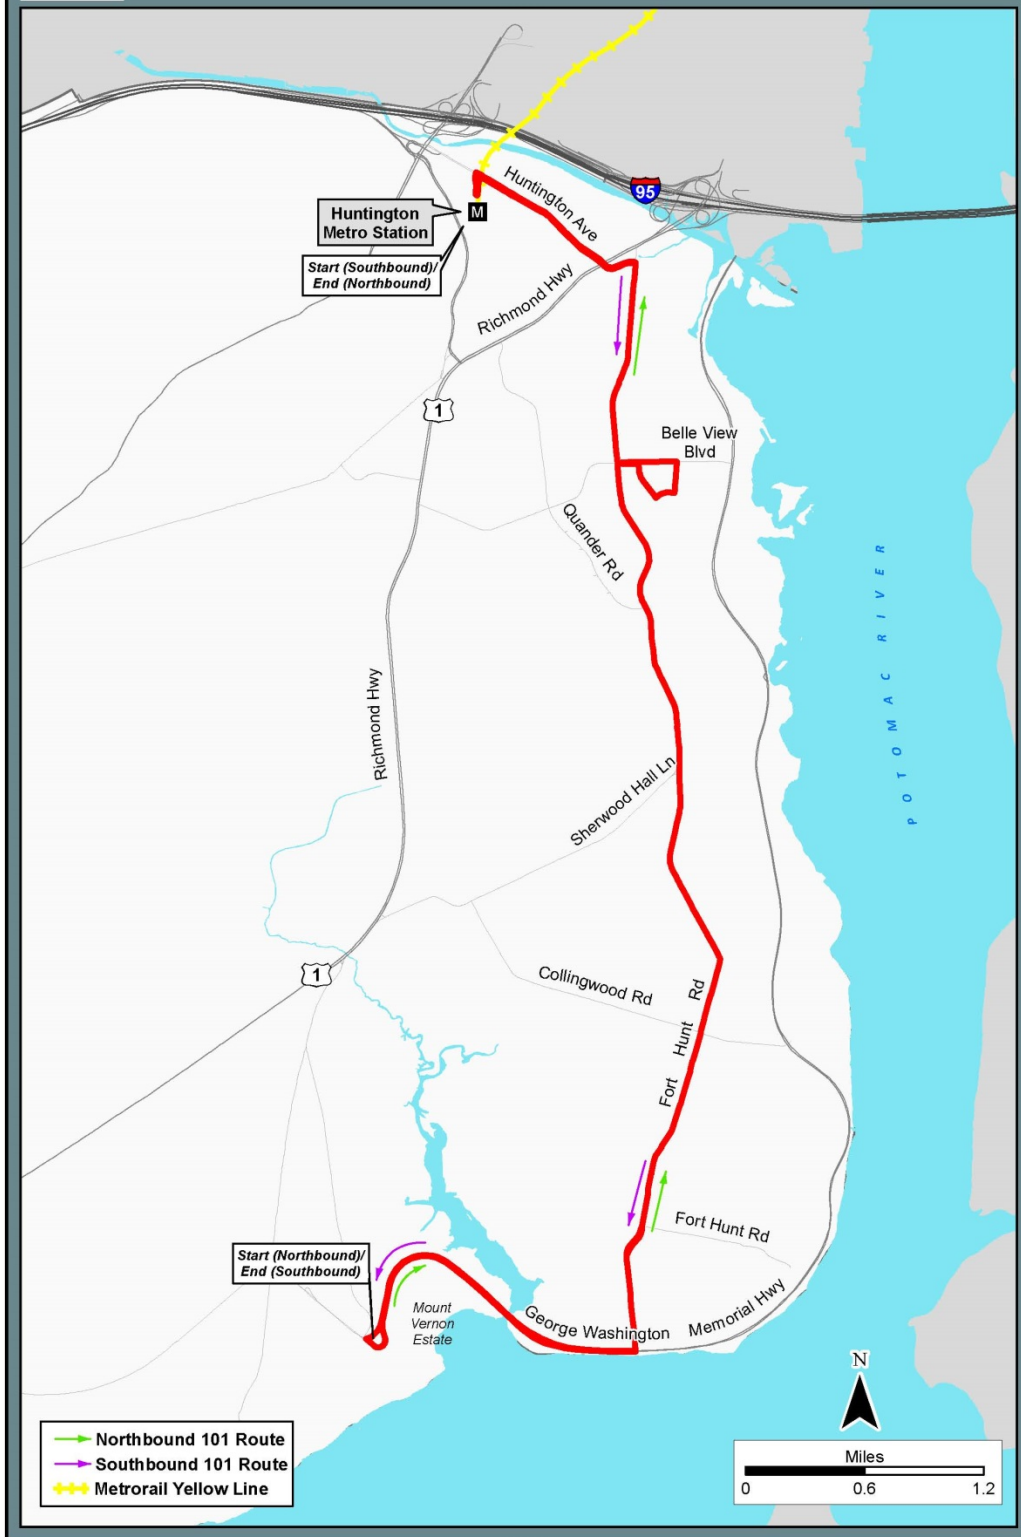 95
Huntington Ave
M
Huntington
Metro Station
Start (Southbound)/
End (Northbound)
Richmond Hwy
1
Belle View
Blvd
Quander Rd
POTOMAC RIVER
Richmond Hwy
Sherwood Hall Ln
1
Collingwood Rd
Fort Hunt Rd
Fort Hunt Rd
Start (Northbound)/
End (Southbound)
Mount
Vernon
Estate
George Washington Memorial Hwy
N
Northbound 101 Route
Southbound 101 Route
Metrorail Yellow Line
Miles
0 0.6 1.2